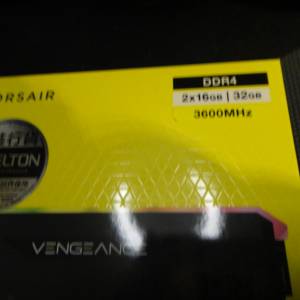 DDR4
2x16GB | 32GB
ORSAIR
3600MHz
ELTON
VENGEANCE